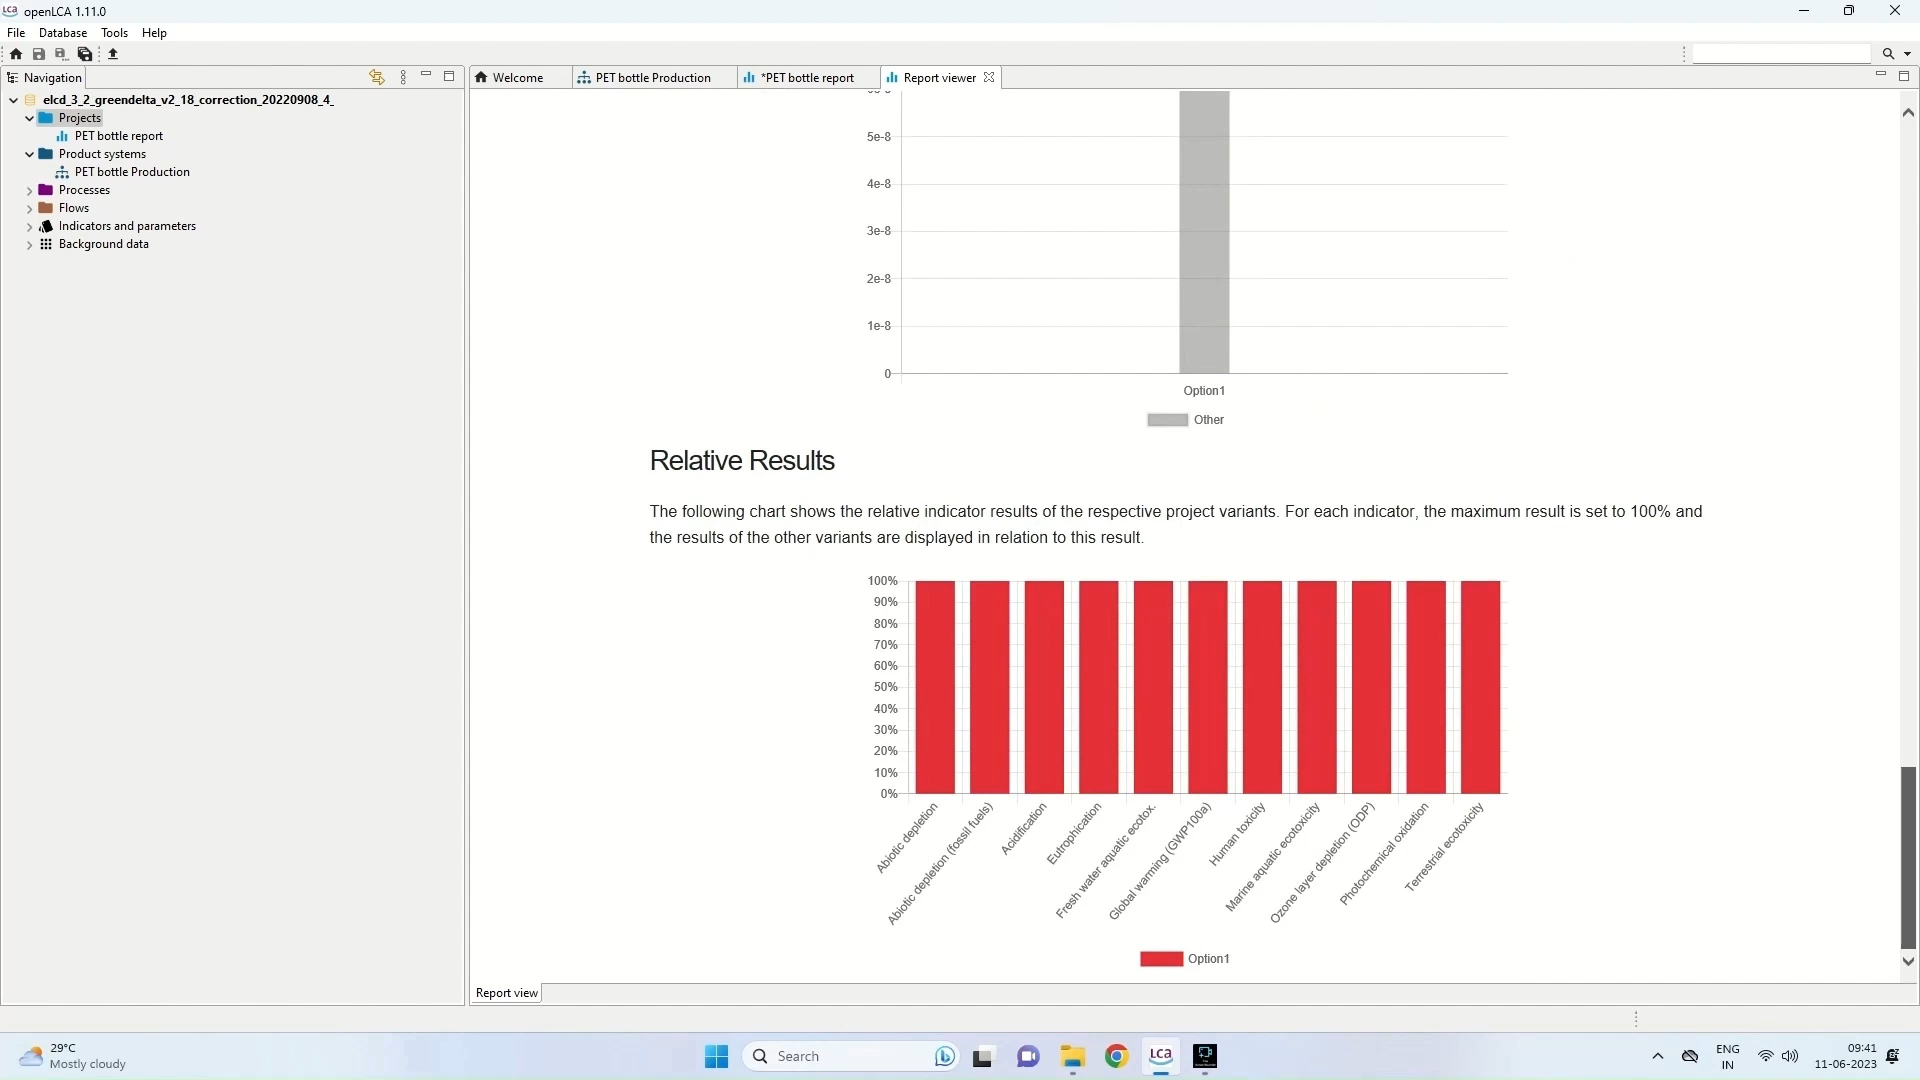 LCA openLCA 1.11.0
File Database Tools Help
Navigation
elcd_3_2_greendelta_v2_18_correction_20220908_4_
Projects
PET bottle report
Product systems
PET bottle Production
Processes
Flows
Indicators and parameters
Background data
Welcome PET bottle Production *PET bottle report Report viewer
5e-8
4e-8
3e-8
2e-8
1e-8
0
Option1
Other
Relative Results
The following chart shows the relative indicator results of the respective project variants. For each indicator, the maximum result is set to 100% and
the results of the other variants are displayed in relation to this result.
100%
90%
80%
70%
60%
50%
40%
30%
20%
10%
0%
Abiotic depletion
Abiotic depletion (fossil fuels)
Acidification
Eutrophication
Fresh water aquatic ecotox.
Global warming (GWP100a)
Human toxicity
Marine aquatic ecotoxicity
Ozone layer depletion (ODP)
Photochemical oxidation
Terrestrial ecotoxicity
Option1
Report view
29°C
Mostly cloudy
Search
LCA
ENG
IN
09:41
11-06-2023